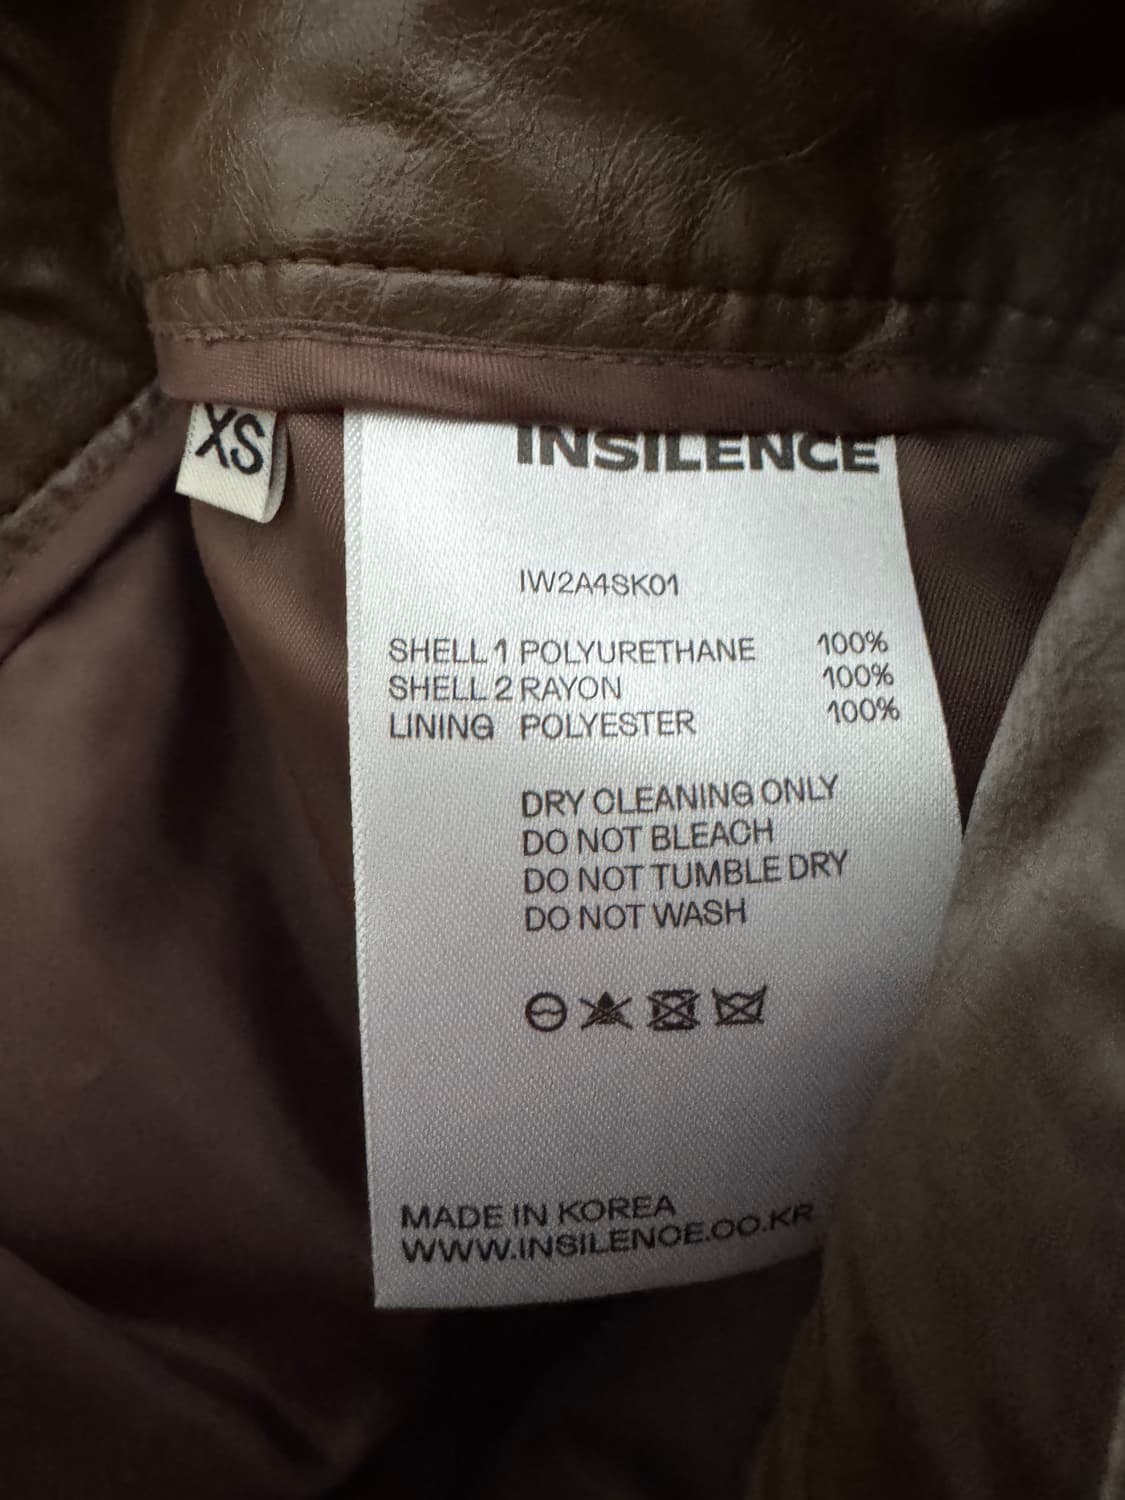 XS
INSILENCE
IW2A4SK01
SHELL 1 POLYURETHANE 100%
SHELL 2 RAYON 100%
LINING POLYESTER 100%
DRY CLEANING ONLY
DO NOT BLEACH
DO NOT TUMBLE DRY
DO NOT WASH
MADE IN KOREA
WWW.INSILENCE.CO.KR